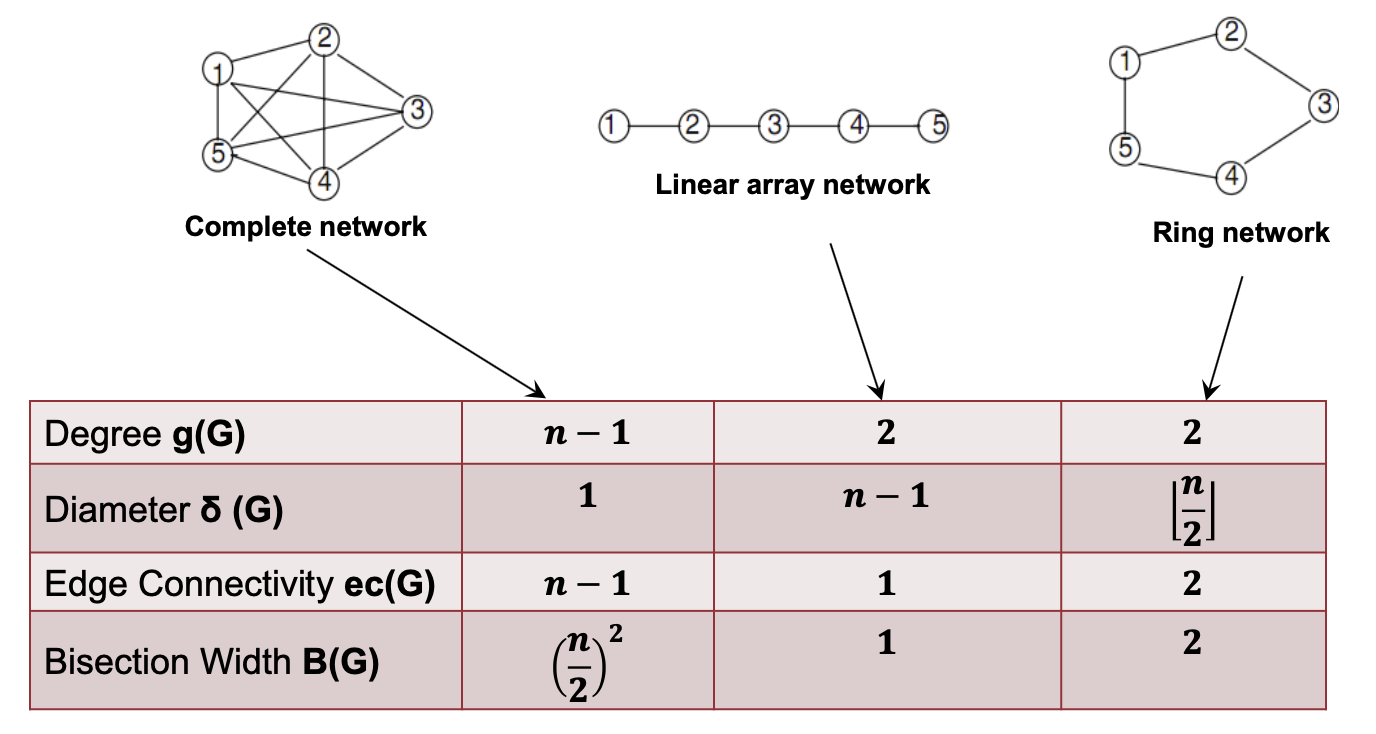 1
2
3
4
5
Complete network
1 2 3 4 5
Linear array network
1
2
3
4
5
Ring network
Degree g(G) n − 1 2 2
Diameter δ (G) 1 n − 1 ⌊n/2⌋
Edge Connectivity ec(G) n − 1 1 2
Bisection Width B(G) (n/2)² 1 2